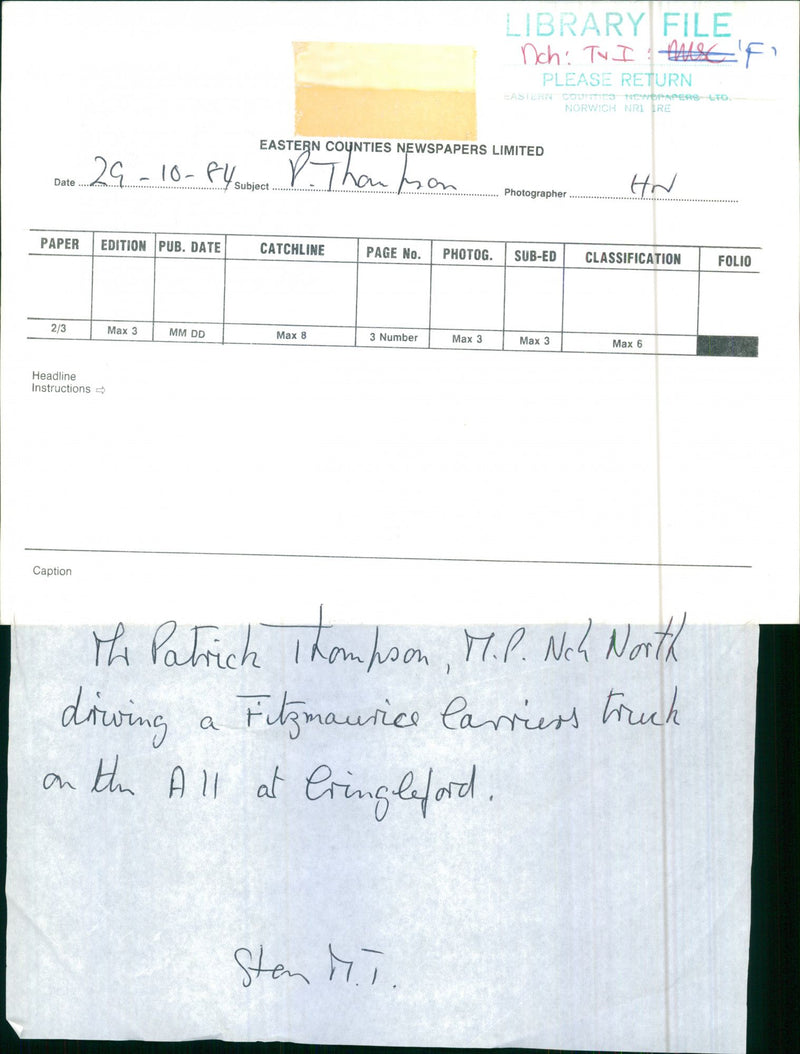 LIBRARY FILE
Nch: T & I : MISC 'F'
PLEASE RETURN
EASTERN COUNTIES NEWSPAPERS LTD.
NORWICH NR1 1RE
EASTERN COUNTIES NEWSPAPERS LIMITED
Date 29-10-84 Subject P. Thompson Photographer HN
PAPER EDITION PUB. DATE CATCHLINE PAGE No. PHOTOG. SUB-ED CLASSIFICATION FOLIO
2/3 Max 3 MM DD Max 8 3 Number Max 3 Max 3 Max 6
Headline
Instructions ⇨
Caption
Mr Patrick Thompson, M.P. Nch North
driving a Fitzmaurice Carriers truck
on the A11 at Cringleford.
Sten M.T.